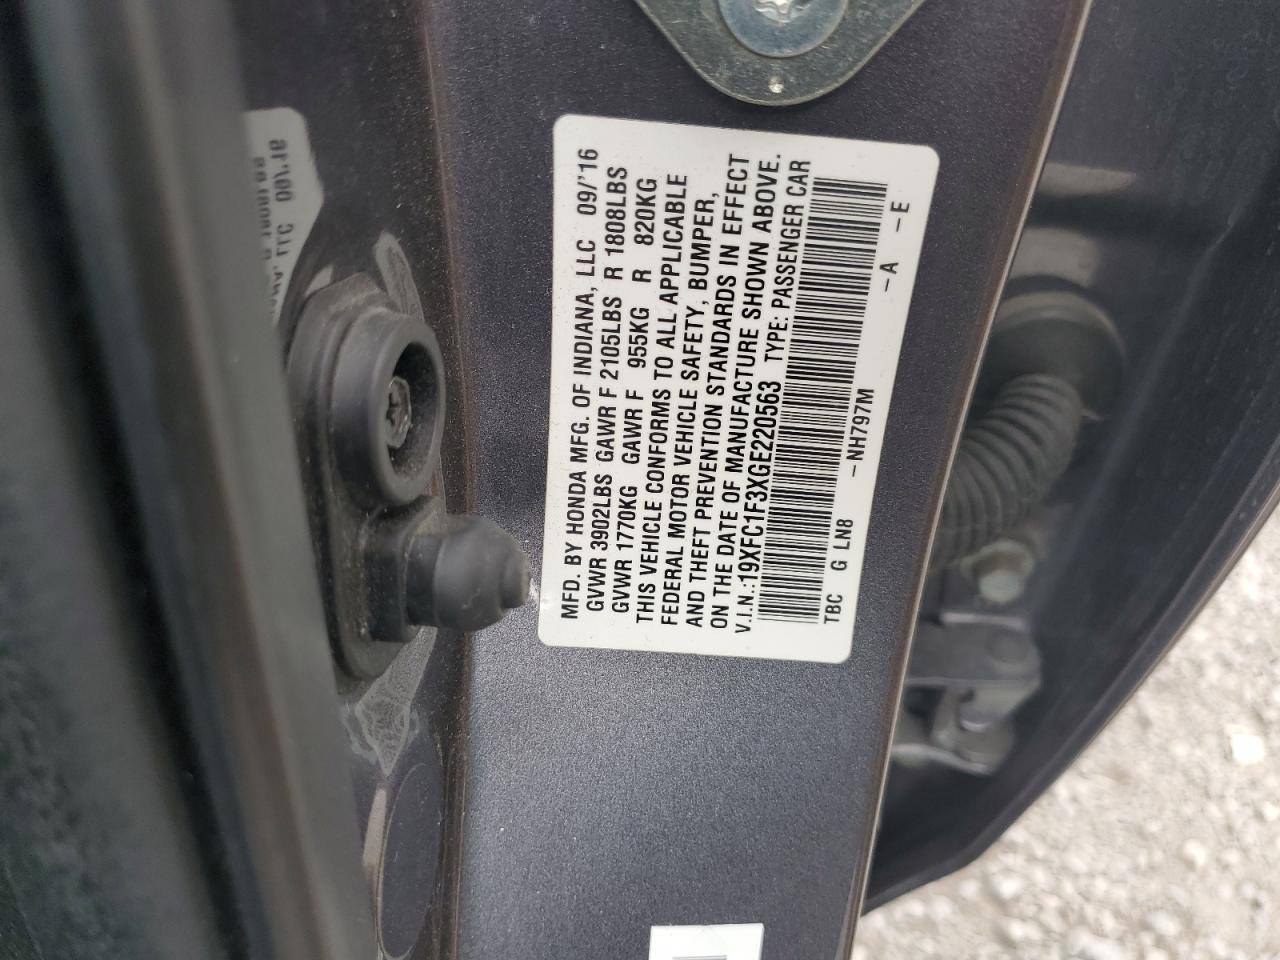 MFD. BY HONDA MFG. OF INDIANA, LLC 09/'16
GVWR 3902LBS GAWR F 2105LBS R 1808LBS
GVWR 1770KG GAWR F 955KG R 820KG
THIS VEHICLE CONFORMS TO ALL APPLICABLE
FEDERAL MOTOR VEHICLE SAFETY, BUMPER,
AND THEFT PREVENTION STANDARDS IN EFFECT
ON THE DATE OF MANUFACTURE SHOWN ABOVE.
V.I.N.:19XFC1F3XGE220563 TYPE: PASSENGER CAR
TBC G LN8 -NH797M -A -E